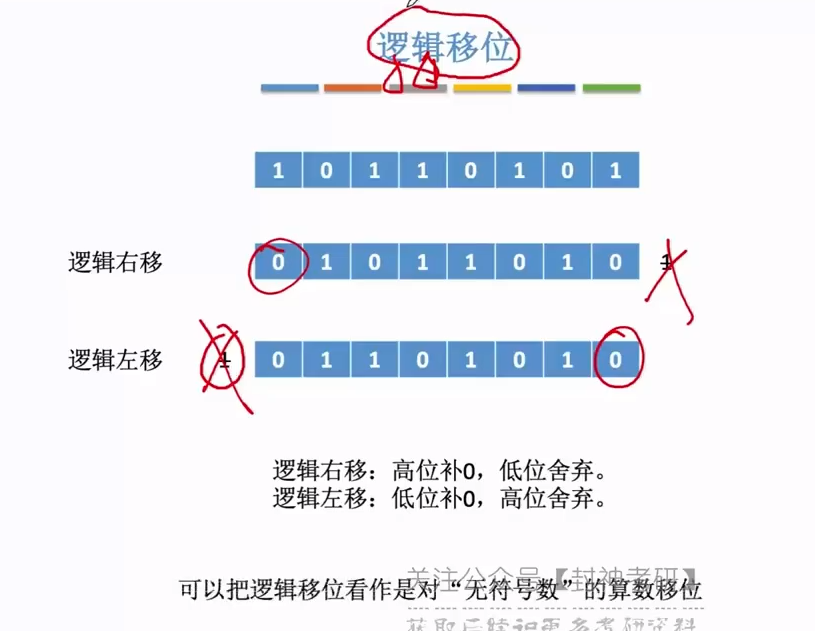 逻辑移位
1 0 1 1 0 1 0 1
逻辑右移 0 1 0 1 1 0 1 0 1
逻辑左移 1 0 1 1 0 1 0 1 0
逻辑右移：高位补0，低位舍弃。
逻辑左移：低位补0，高位舍弃。
关注公众号【封神考研】
可以把逻辑移位看作是对“无符号数”的算数移位
获取后续和更多考研资料